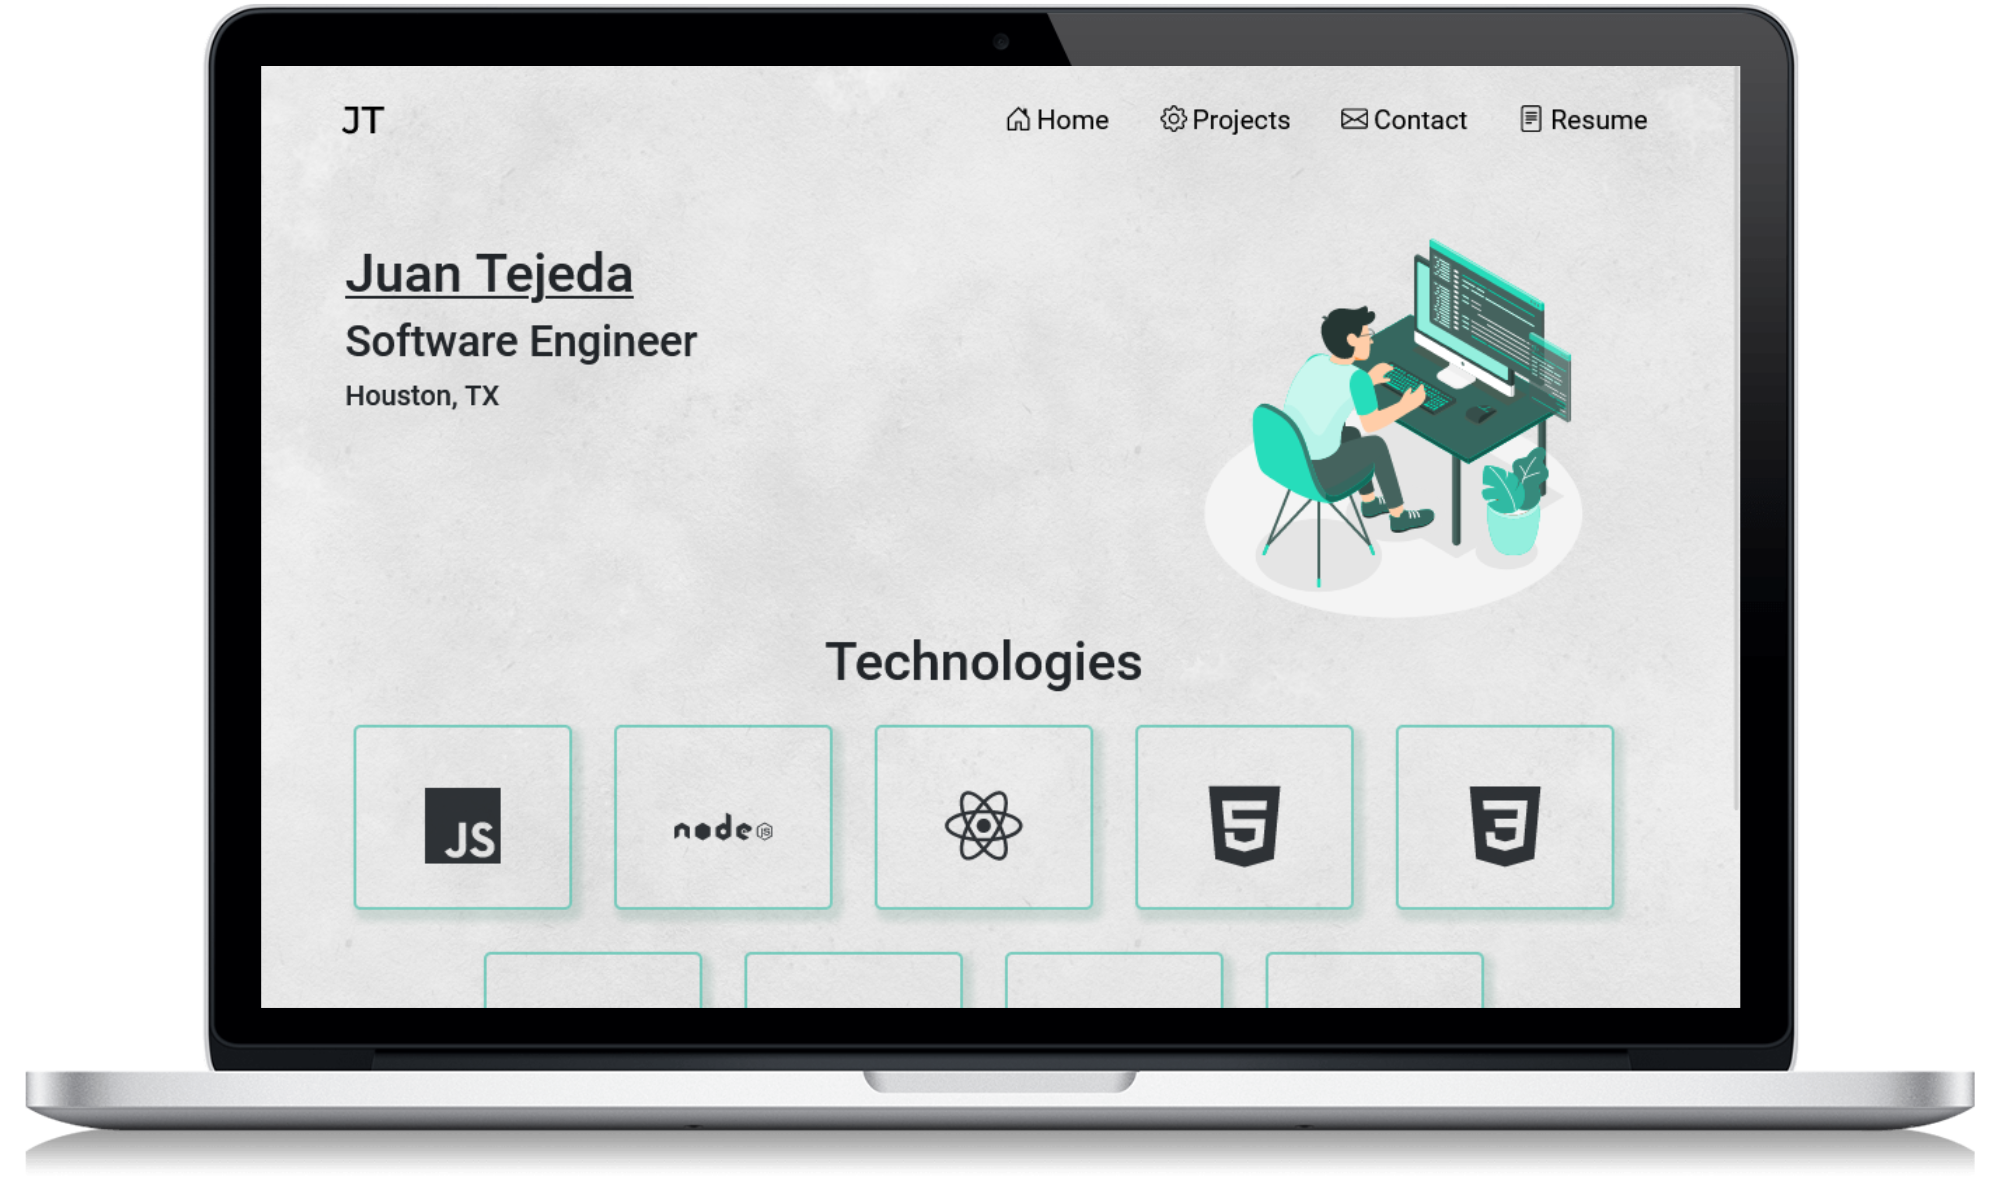 JT
Home Projects Contact Resume
Juan Tejeda
Software Engineer
Houston, TX
Technologies
JS
node JS
5
3